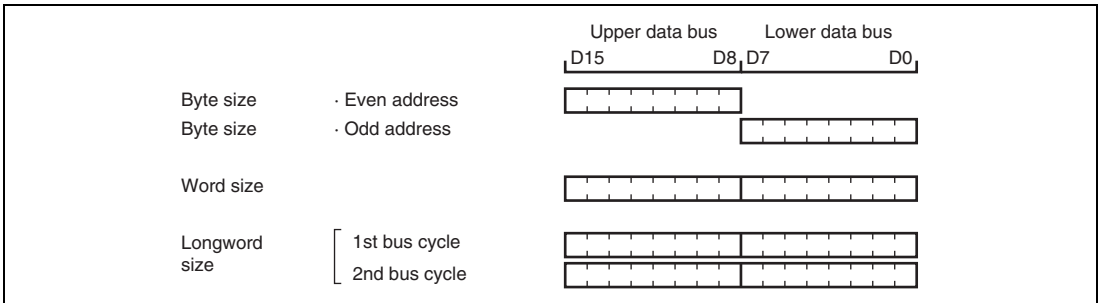 Upper data bus Lower data bus
D15 D8 D7 D0
Byte size · Even address
Byte size · Odd address
Word size
Longword size 1st bus cycle
2nd bus cycle